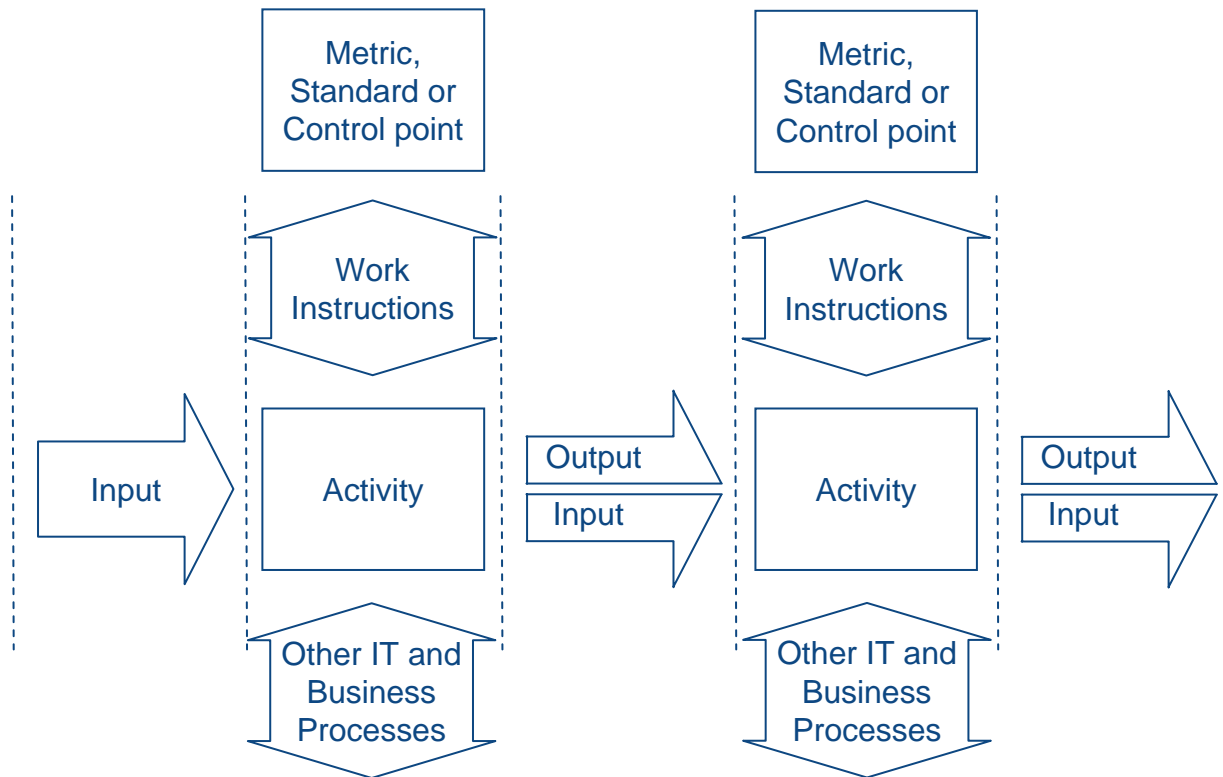 Metric,
Standard or
Control point
Metric,
Standard or
Control point
Work
Instructions
Work
Instructions
Input
Activity
Output
Input
Activity
Output
Input
Other IT and
Business
Processes
Other IT and
Business
Processes